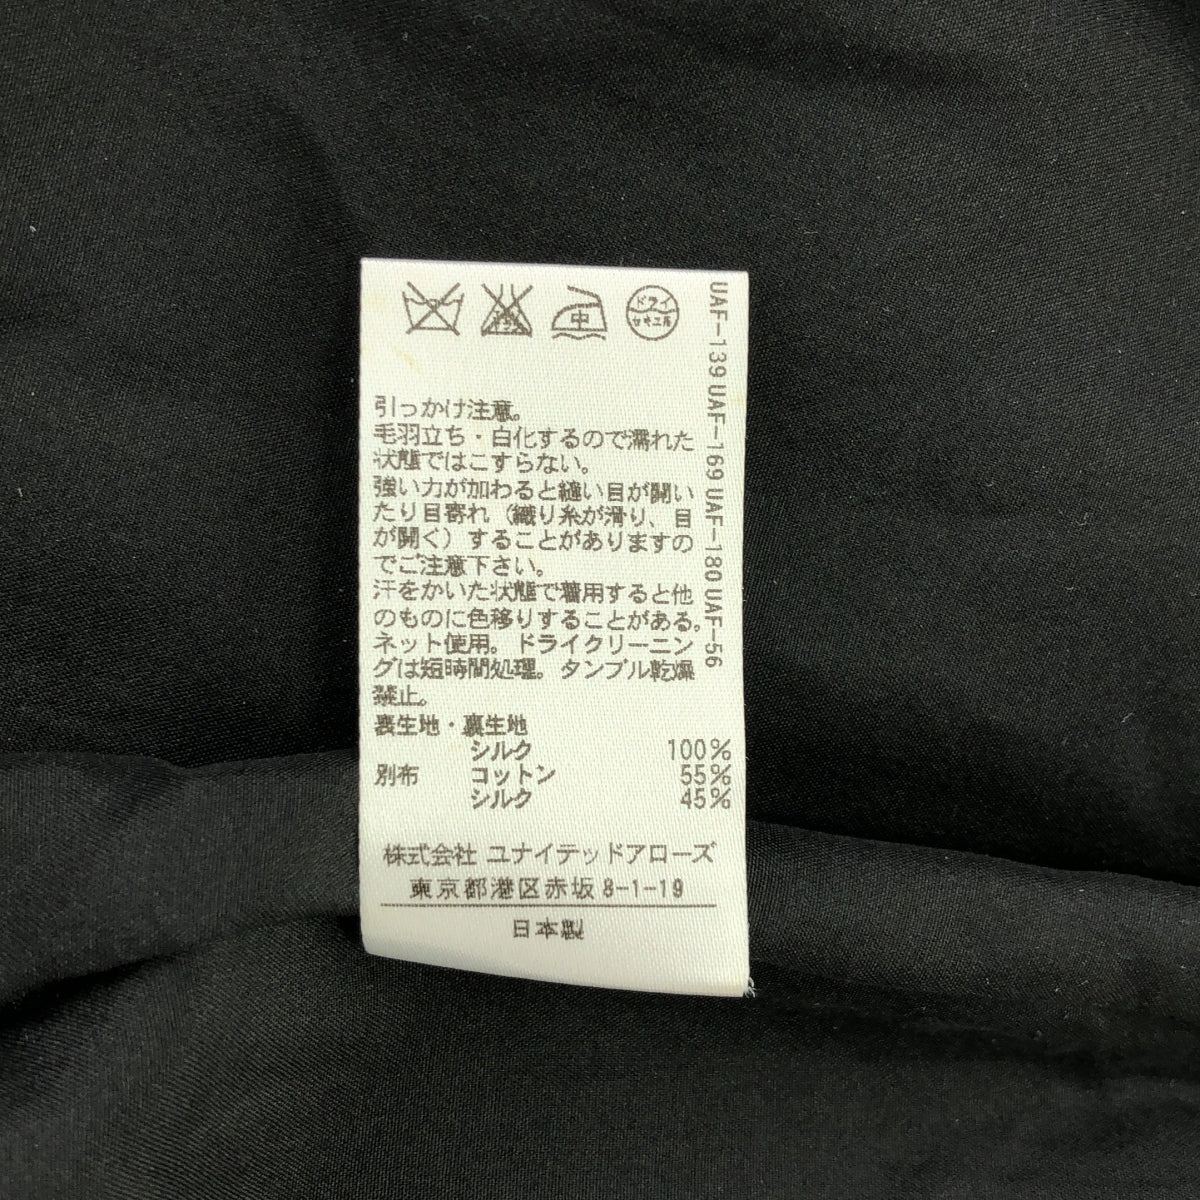 中
ドライ
セキユ系
UAF-139 UAF-169 UAF-180 UAF-56
引っかけ注意。
毛羽立ち・白化するので濡れた
状態ではこすらない。
強い力が加わると縫い目が開い
たり目寄れ（織り糸が滑り、目
が開く）することがありますの
でご注意下さい。
汗をかいた状態で着用すると他
のものに色移りすることがある。
ネット使用。ドライクリーニン
グは短時間処理。タンブル乾燥
禁止。
表生地・裏生地
シルク 100%
別布 コットン 55%
シルク 45%
株式会社 ユナイテッドアローズ
東京都港区赤坂8-1-19
日本製